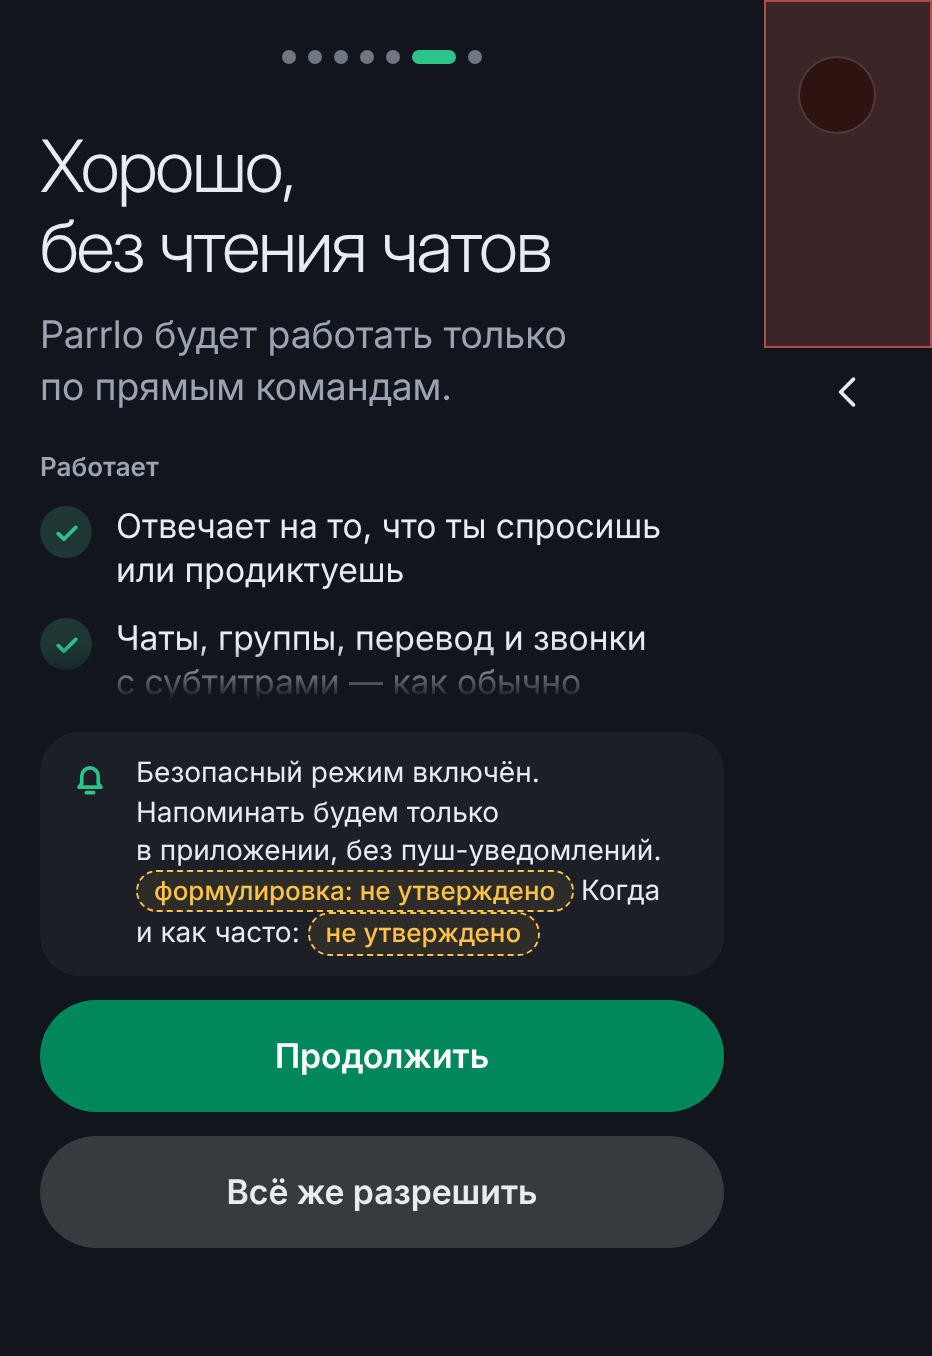 Хорошо,
без чтения чатов
Parrlo будет работать только
по прямым командам.
Работает
Отвечает на то, что ты спросишь
или продиктуешь
Чаты, группы, перевод и звонки
с субтитрами — как обычно
Безопасный режим включён.
Напоминать будем только
в приложении, без пуш-уведомлений.
формулировка: не утверждено Когда
и как часто: не утверждено
Продолжить
Всё же разрешить